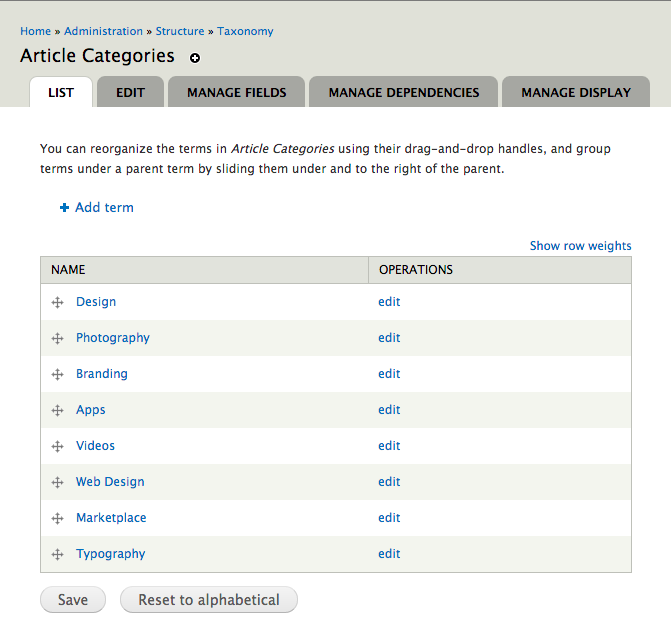 Home » Administration » Structure » Taxonomy
Article Categories
LIST EDIT MANAGE FIELDS MANAGE DEPENDENCIES MANAGE DISPLAY
You can reorganize the terms in Article Categories using their drag-and-drop handles, and group
terms under a parent term by sliding them under and to the right of the parent.
Add term
Show row weights
NAME OPERATIONS
Design edit
Photography edit
Branding edit
Apps edit
Videos edit
Web Design edit
Marketplace edit
Typography edit
Save Reset to alphabetical